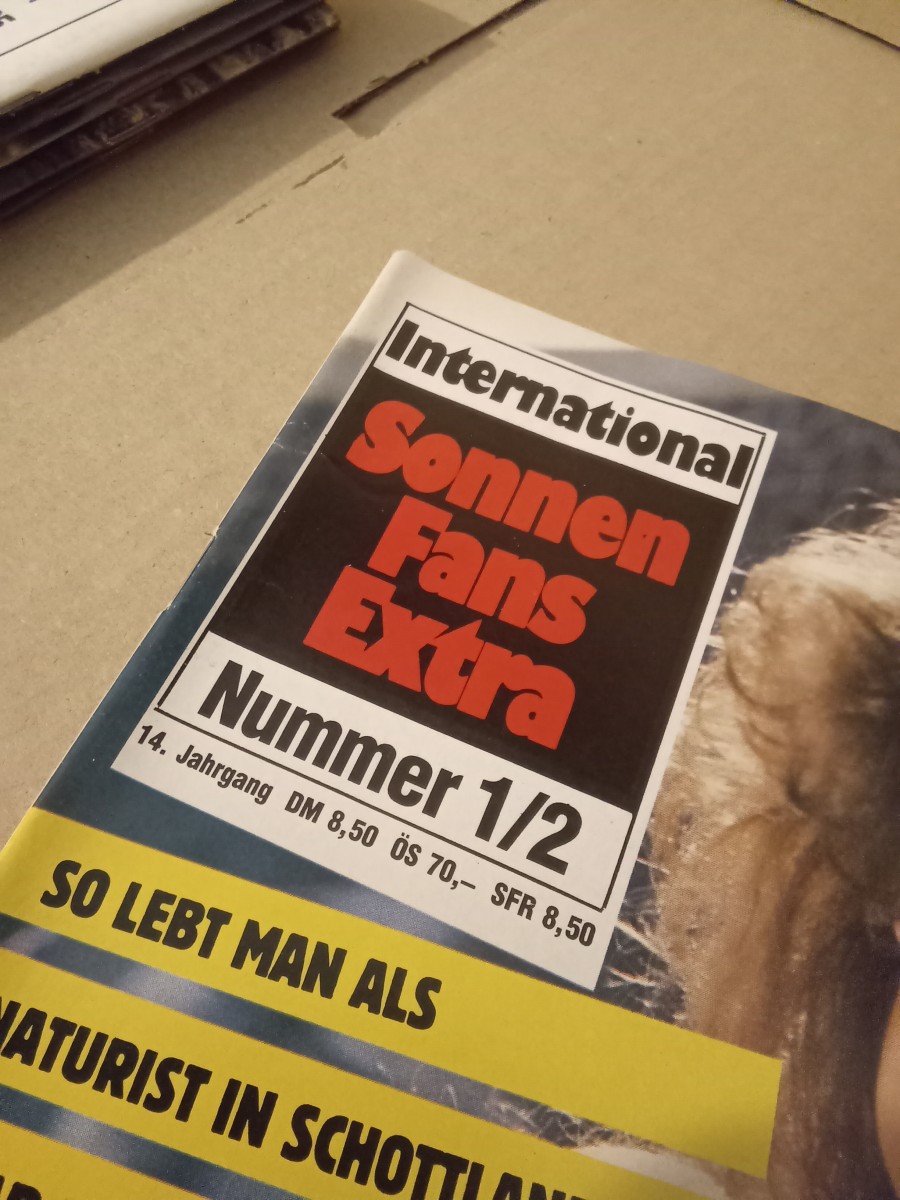 International
Sonnen
Fans
Extra
Nummer 1/2
14. Jahrgang DM 8,50 ÖS 70,– SFR 8,50
SO LEBT MAN ALS
NATURIST IN SCHOTTLAND